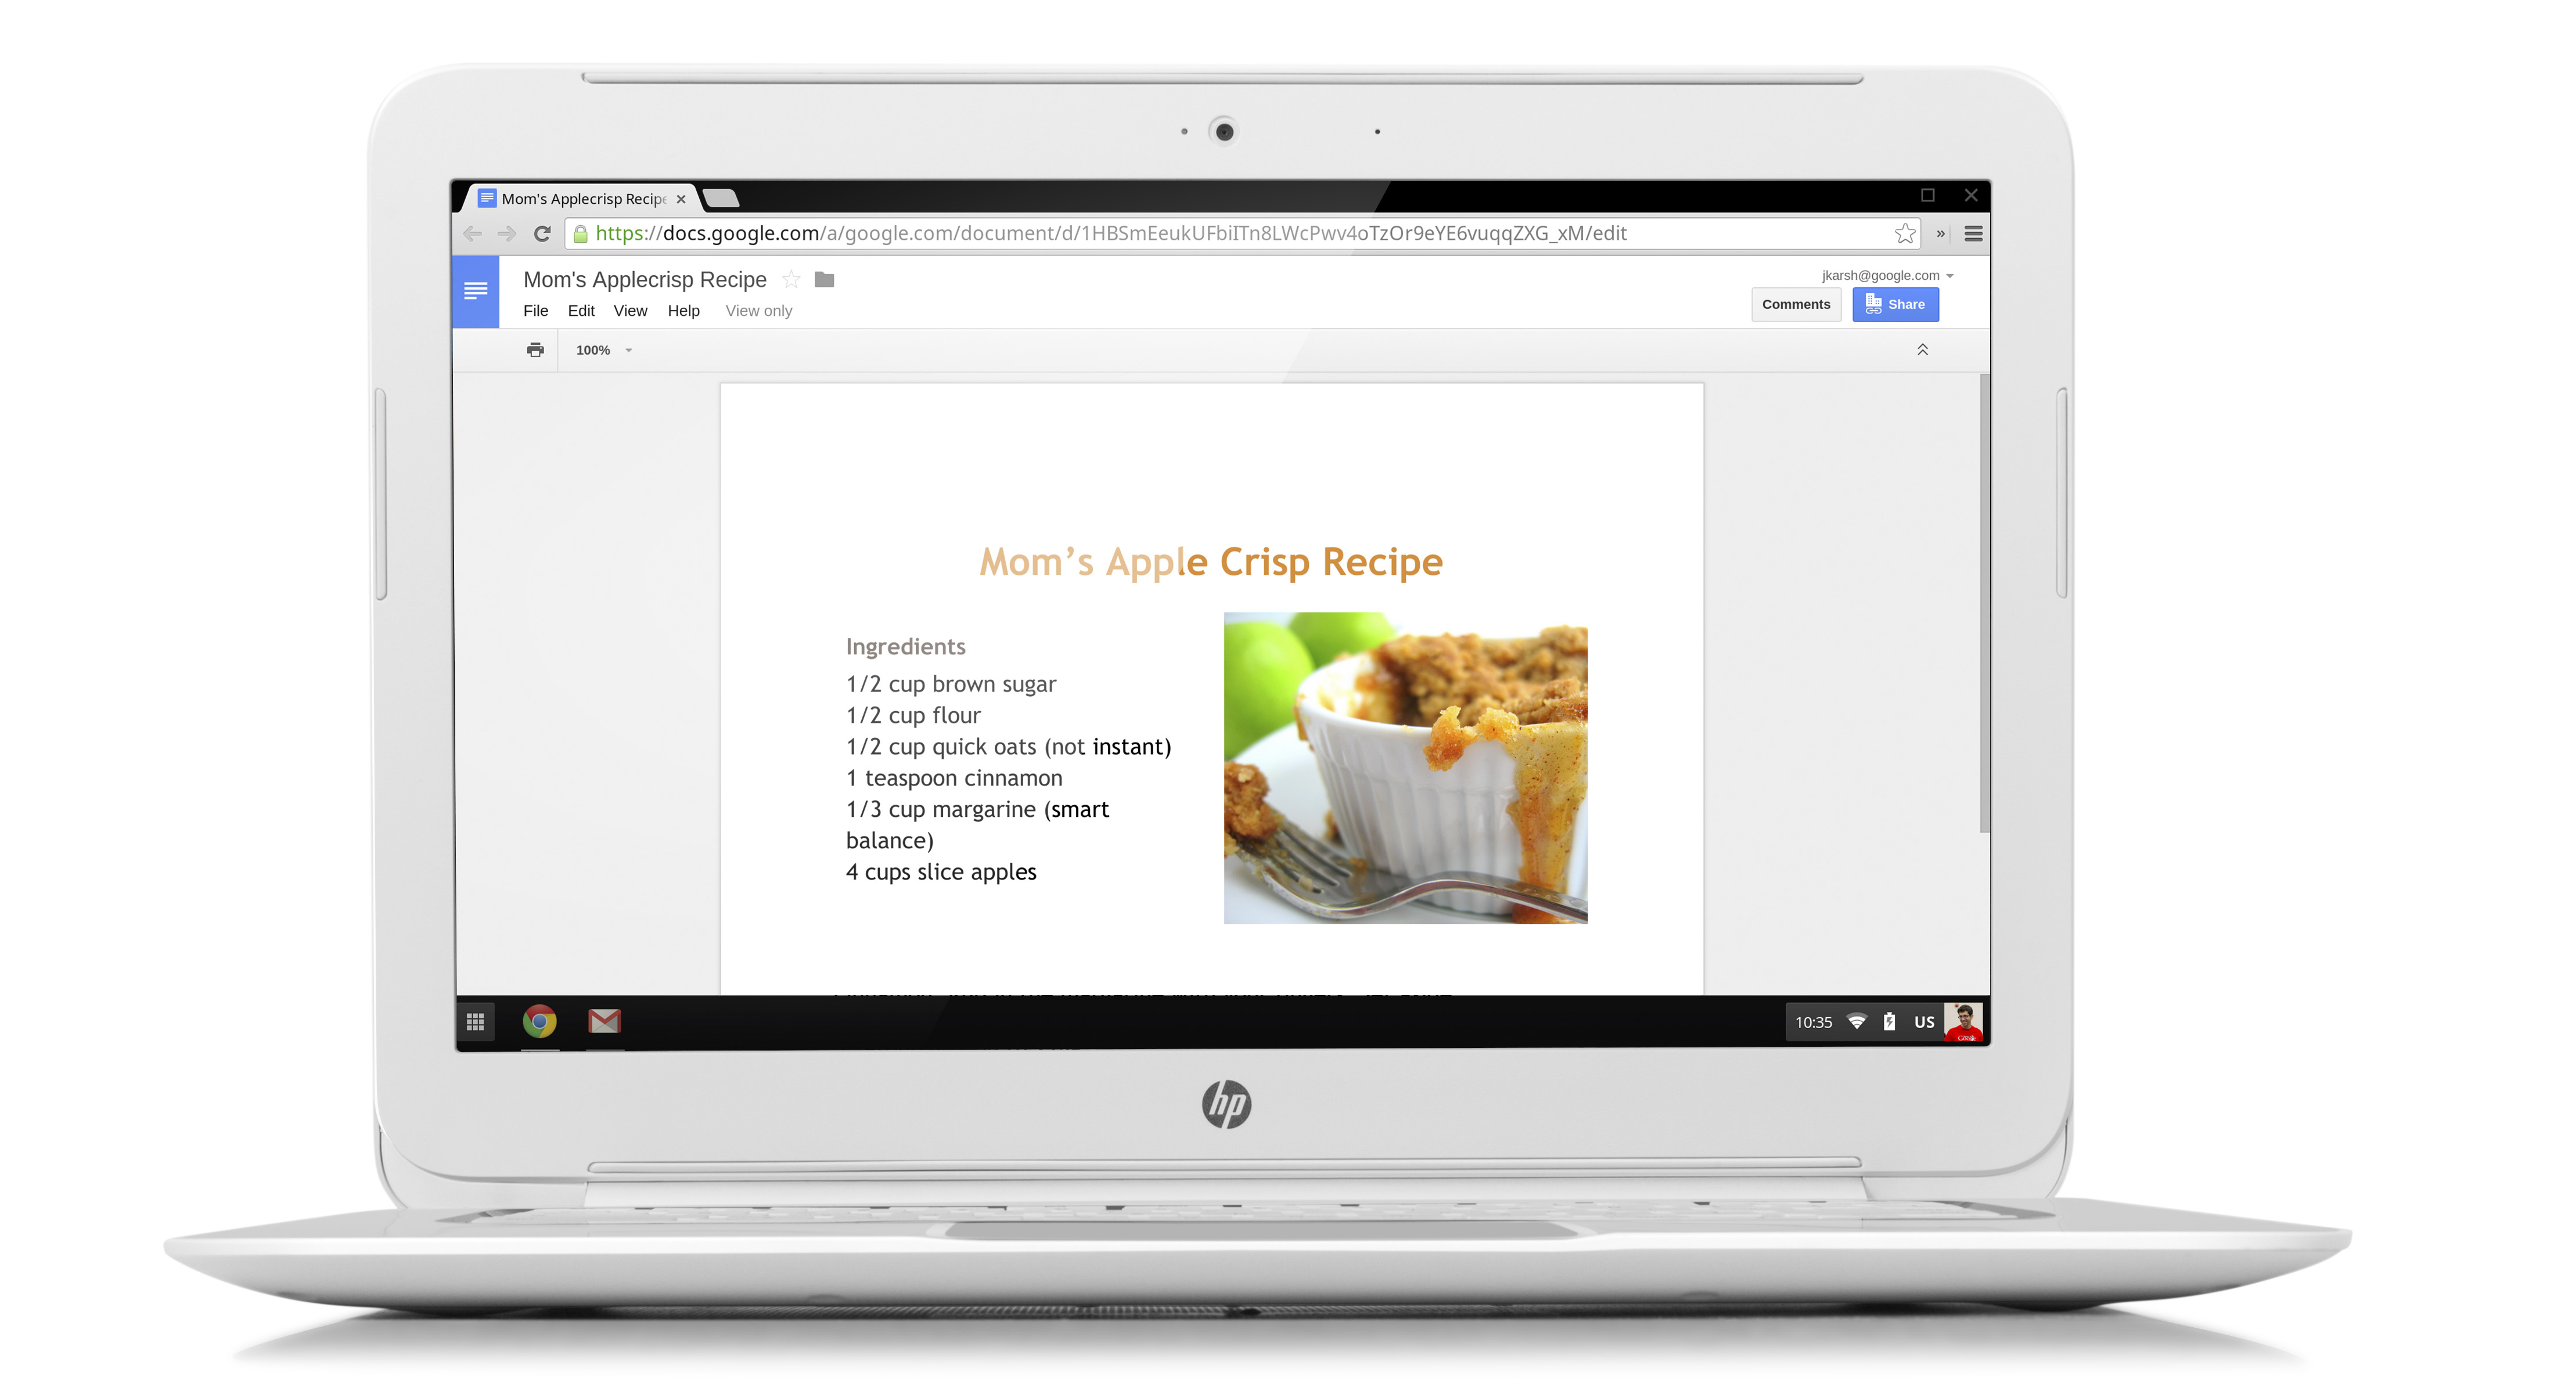 Mom's Applecrisp Recipe
https://docs.google.com/a/google.com/document/d/1HBSmEeukUFbiITn8LWcPwv4oTzOr9eYE6vuqqZXG_xM/edit
Mom's Applecrisp Recipe
jkarsh@google.com
File Edit View Help View only
Comments Share
100%
Mom’s Apple Crisp Recipe
Ingredients
1/2 cup brown sugar
1/2 cup flour
1/2 cup quick oats (not instant)
1 teaspoon cinnamon
1/3 cup margarine (smart
balance)
4 cups slice apples
10:35 US
hp